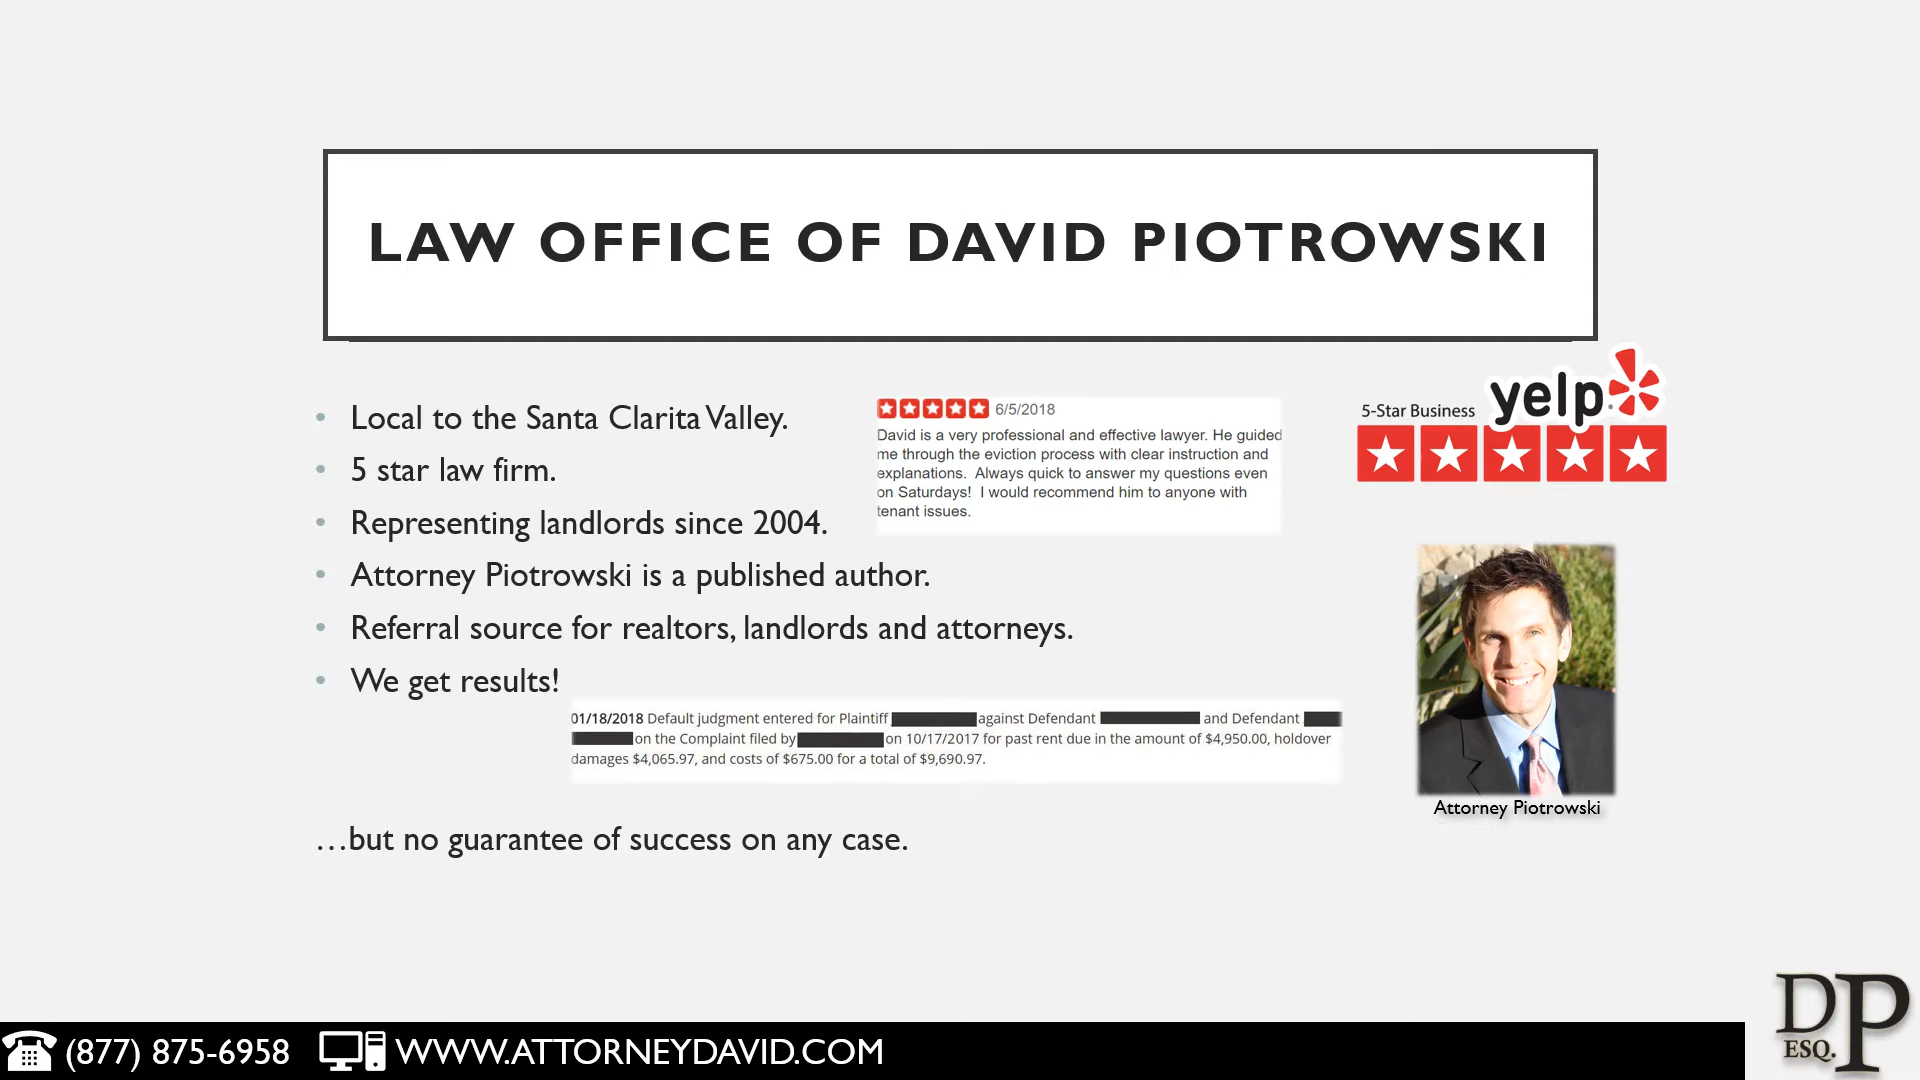 LAW OFFICE OF DAVID PIOTROWSKI
• Local to the Santa Clarita Valley.
• 5 star law firm.
• Representing landlords since 2004.
• Attorney Piotrowski is a published author.
• Referral source for realtors, landlords and attorneys.
• We get results!
6/5/2018
David is a very professional and effective lawyer. He guided
me through the eviction process with clear instruction and
explanations.  Always quick to answer my questions even
on Saturdays!  I would recommend him to anyone with
tenant issues.
5-Star Business yelp
01/18/2018 Default judgment entered for Plaintiff against Defendant and Defendant
on the Complaint filed by on 10/17/2017 for past rent due in the amount of $4,950.00, holdover
damages $4,065.97, and costs of $675.00 for a total of $9,690.97.
Attorney Piotrowski
…but no guarantee of success on any case.
(877) 875-6958 WWW.ATTORNEYDAVID.COM
DP
ESQ.